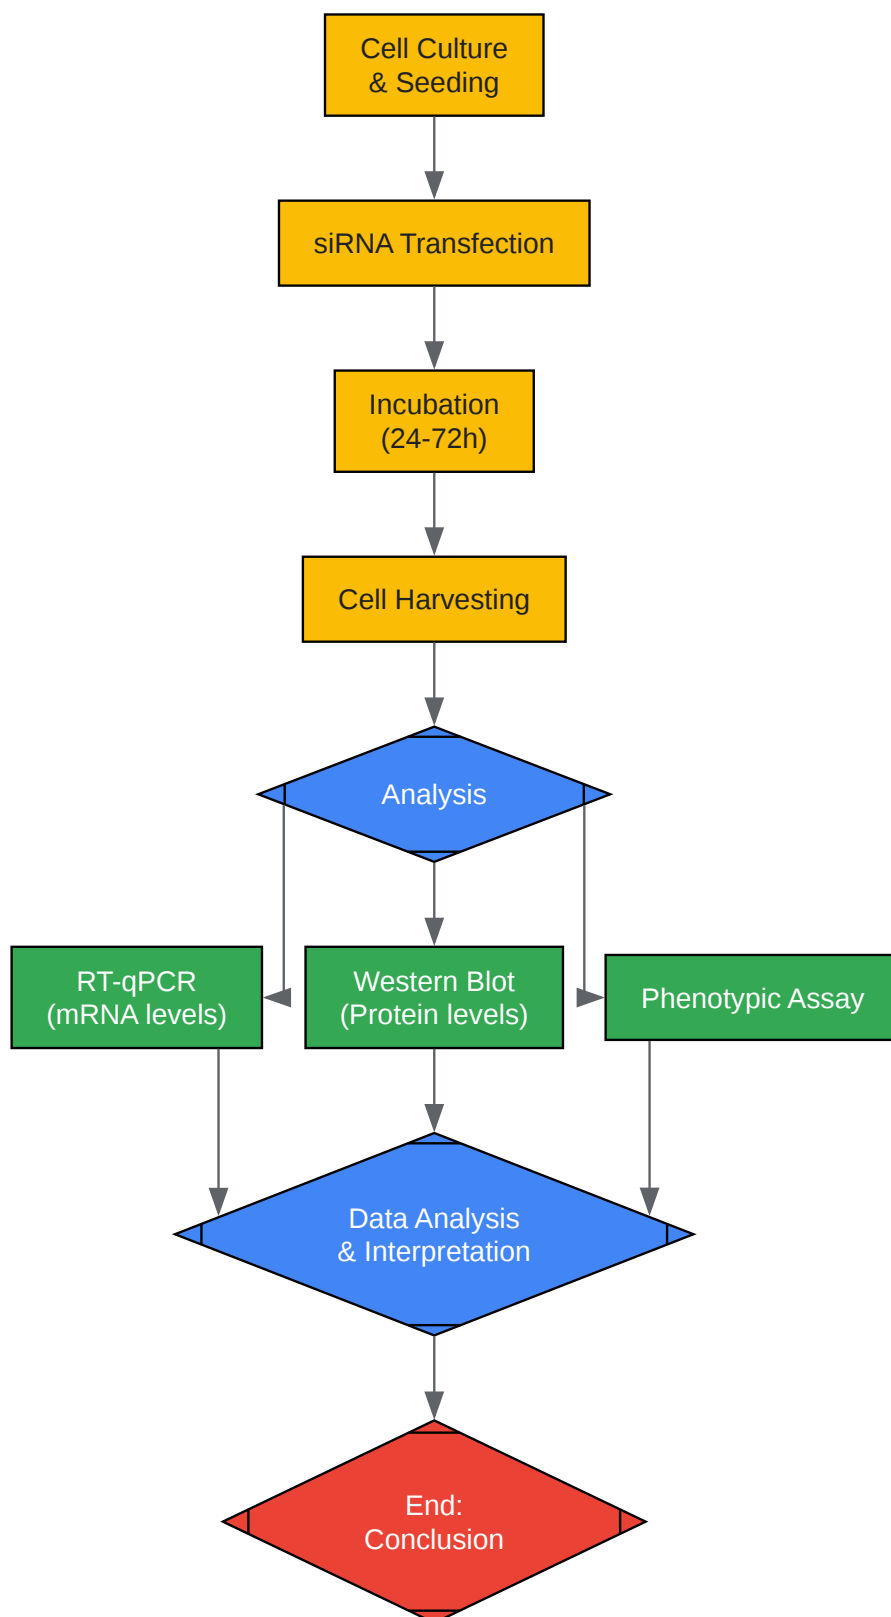 Cell Culture
& Seeding
siRNA Transfection
Incubation
(24-72h)
Cell Harvesting
Analysis
RT-qPCR
(mRNA levels)
Western Blot
(Protein levels)
Phenotypic Assay
Data Analysis
& Interpretation
End:
Conclusion